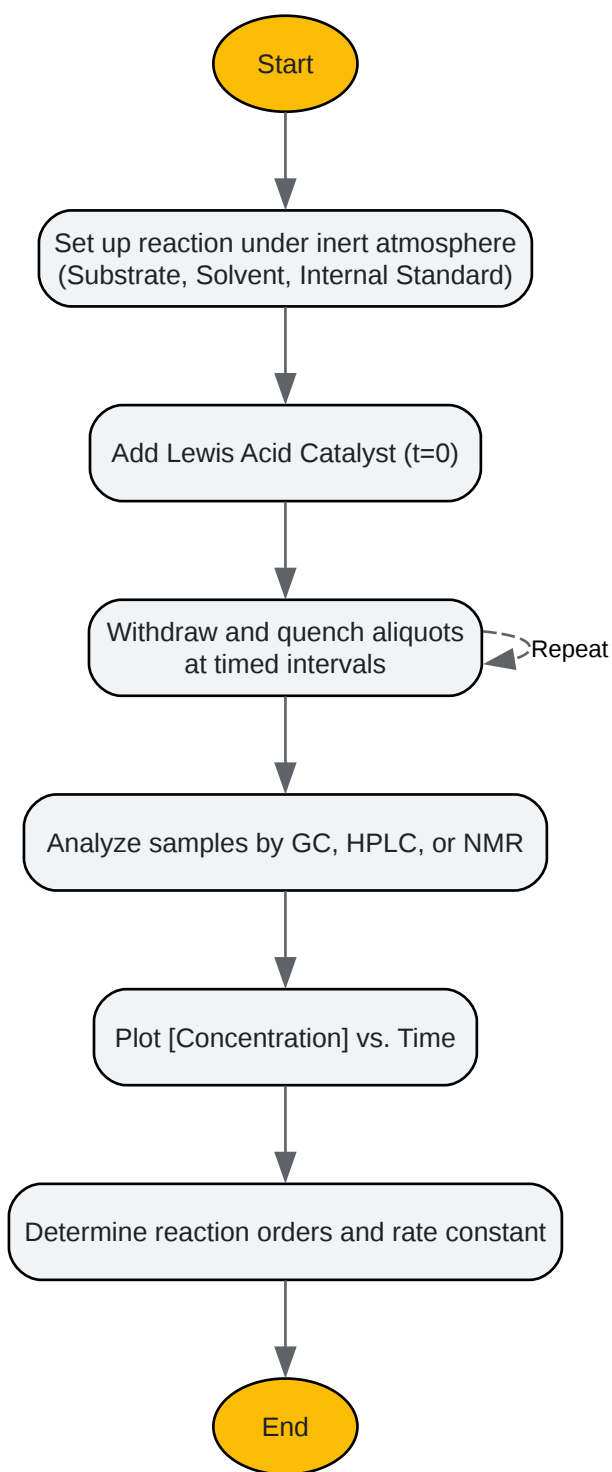 Start
Set up reaction under inert atmosphere
(Substrate, Solvent, Internal Standard)
Add Lewis Acid Catalyst (t=0)
Withdraw and quench aliquots
at timed intervals
Repeat
Analyze samples by GC, HPLC, or NMR
Plot [Concentration] vs. Time
Determine reaction orders and rate constant
End